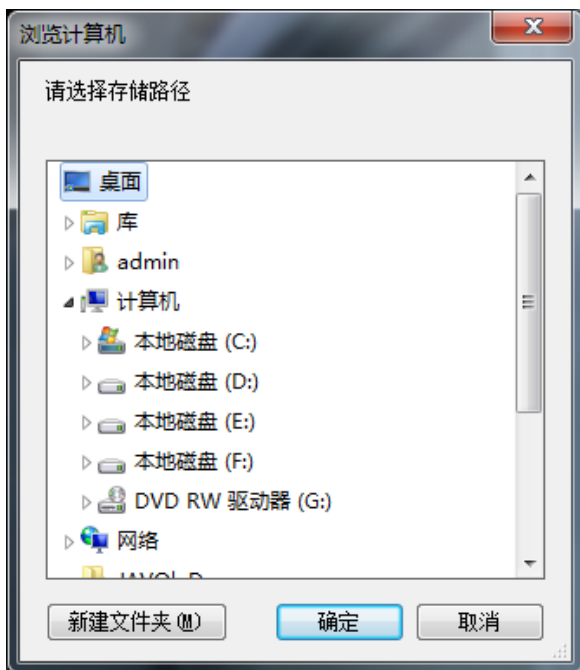 浏览计算机
请选择存储路径
桌面
库
admin
计算机
本地磁盘 (C:)
本地磁盘 (D:)
本地磁盘 (E:)
本地磁盘 (F:)
DVD RW 驱动器 (G:)
网络
新建文件夹(M)
确定
取消